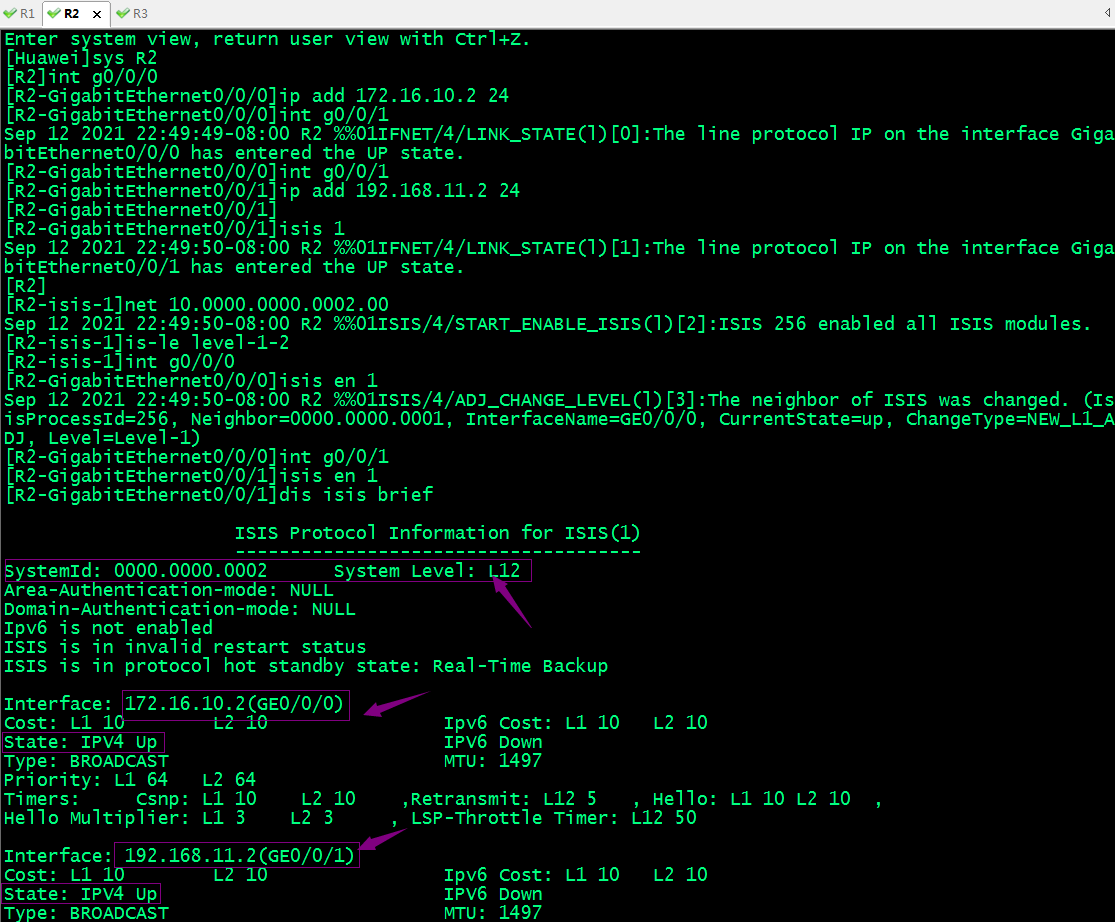 R1 R2 × R3
Enter system view, return user view with Ctrl+Z.
[Huawei]sys R2
[R2]int g0/0/0
[R2-GigabitEthernet0/0/0]ip add 172.16.10.2 24
[R2-GigabitEthernet0/0/0]int g0/0/1
Sep 12 2021 22:49:49-08:00 R2 %%01IFNET/4/LINK_STATE(l)[0]:The line protocol IP on the interface Giga
bitEthernet0/0/0 has entered the UP state.
[R2-GigabitEthernet0/0/0]int g0/0/1
[R2-GigabitEthernet0/0/1]ip add 192.168.11.2 24
[R2-GigabitEthernet0/0/1]
[R2-GigabitEthernet0/0/1]isis 1
Sep 12 2021 22:49:50-08:00 R2 %%01IFNET/4/LINK_STATE(l)[1]:The line protocol IP on the interface Giga
bitEthernet0/0/1 has entered the UP state.
[R2]
[R2-isis-1]net 10.0000.0000.0002.00
Sep 12 2021 22:49:50-08:00 R2 %%01ISIS/4/START_ENABLE_ISIS(l)[2]:ISIS 256 enabled all ISIS modules.
[R2-isis-1]is-le level-1-2
[R2-isis-1]int g0/0/0
[R2-GigabitEthernet0/0/0]isis en 1
Sep 12 2021 22:49:50-08:00 R2 %%01ISIS/4/ADJ_CHANGE_LEVEL(l)[3]:The neighbor of ISIS was changed. (Is
isProcessId=256, Neighbor=0000.0000.0001, InterfaceName=GE0/0/0, CurrentState=up, ChangeType=NEW_L1_A
DJ, Level=Level-1)
[R2-GigabitEthernet0/0/0]int g0/0/1
[R2-GigabitEthernet0/0/1]isis en 1
[R2-GigabitEthernet0/0/1]dis isis brief
ISIS Protocol Information for ISIS(1)
-------------------------------------
SystemId: 0000.0000.0002 System Level: L12
Area-Authentication-mode: NULL
Domain-Authentication-mode: NULL
Ipv6 is not enabled
ISIS is in invalid restart status
ISIS is in protocol hot standby state: Real-Time Backup
Interface: 172.16.10.2(GE0/0/0)
Cost: L1 10 L2 10 Ipv6 Cost: L1 10 L2 10
State: IPV4 Up IPV6 Down
Type: BROADCAST MTU: 1497
Priority: L1 64 L2 64
Timers: Csnp: L1 10 L2 10 ,Retransmit: L12 5 , Hello: L1 10 L2 10 ,
Hello Multiplier: L1 3 L2 3 , LSP-Throttle Timer: L12 50
Interface: 192.168.11.2(GE0/0/1)
Cost: L1 10 L2 10 Ipv6 Cost: L1 10 L2 10
State: IPV4 Up IPV6 Down
Type: BROADCAST MTU: 1497